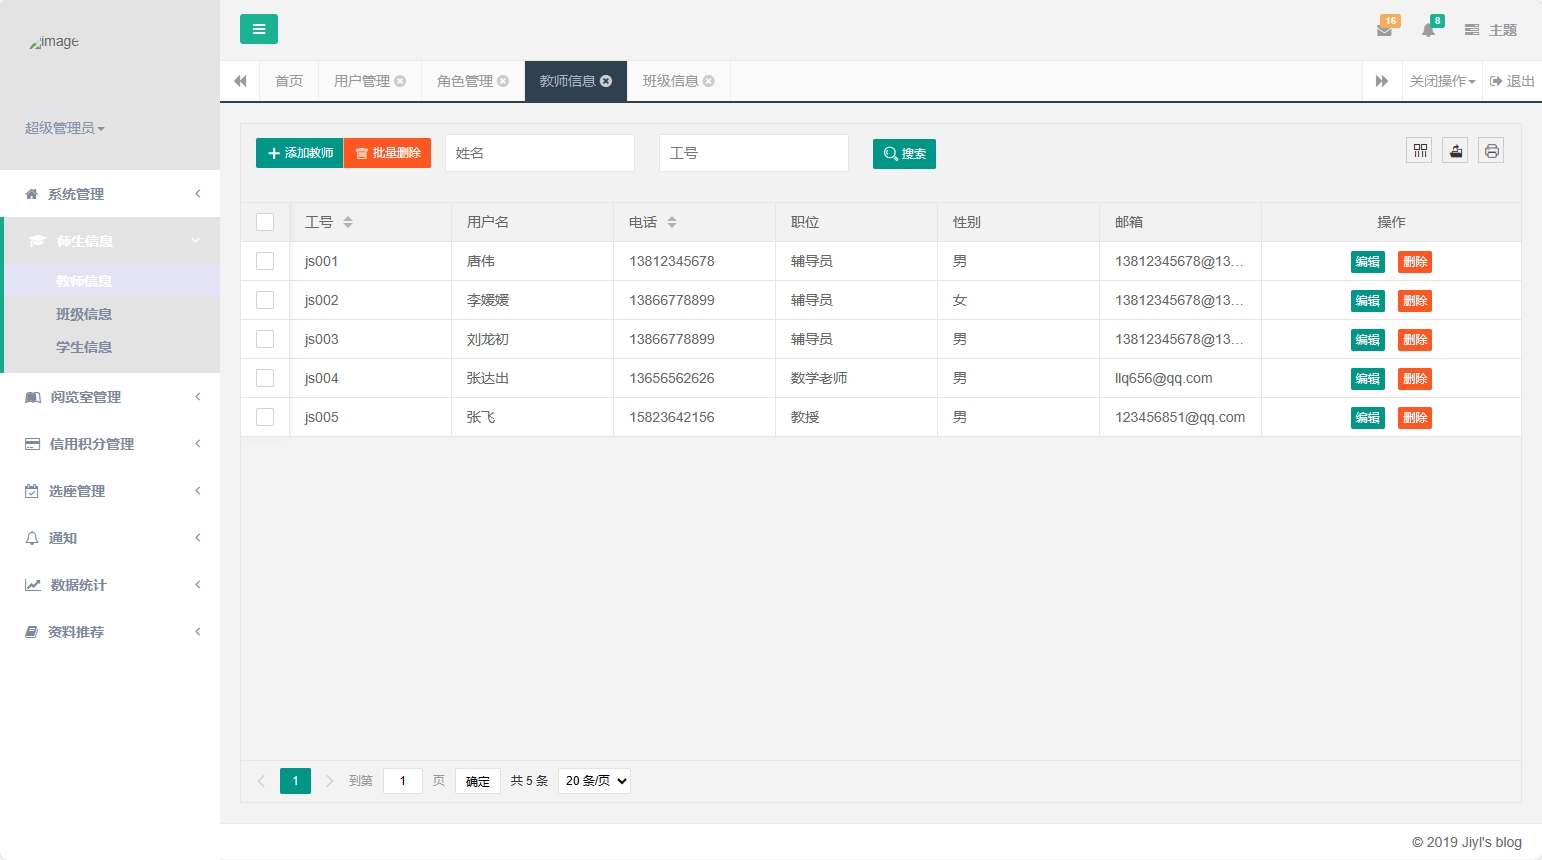 image
超级管理员
系统管理
师生信息
教师信息
班级信息
学生信息
阅览室管理
信用积分管理
选座管理
通知
数据统计
资料推荐
16
8
主题
首页
用户管理
角色管理
教师信息
班级信息
关闭操作
退出
添加教师
批量删除
姓名
工号
搜索
工号 用户名 电话 职位 性别 邮箱 操作
js001 唐伟 13812345678 辅导员 男 13812345678@13... 编辑 删除
js002 李媛媛 13866778899 辅导员 女 13812345678@13... 编辑 删除
js003 刘龙初 13866778899 辅导员 男 13812345678@13... 编辑 删除
js004 张达出 13656562626 数学老师 男 llq656@qq.com 编辑 删除
js005 张飞 15823642156 教授 男 123456851@qq.com 编辑 删除
1 到第 1 页 确定 共 5 条 20 条/页
© 2019 Jiyl's blog